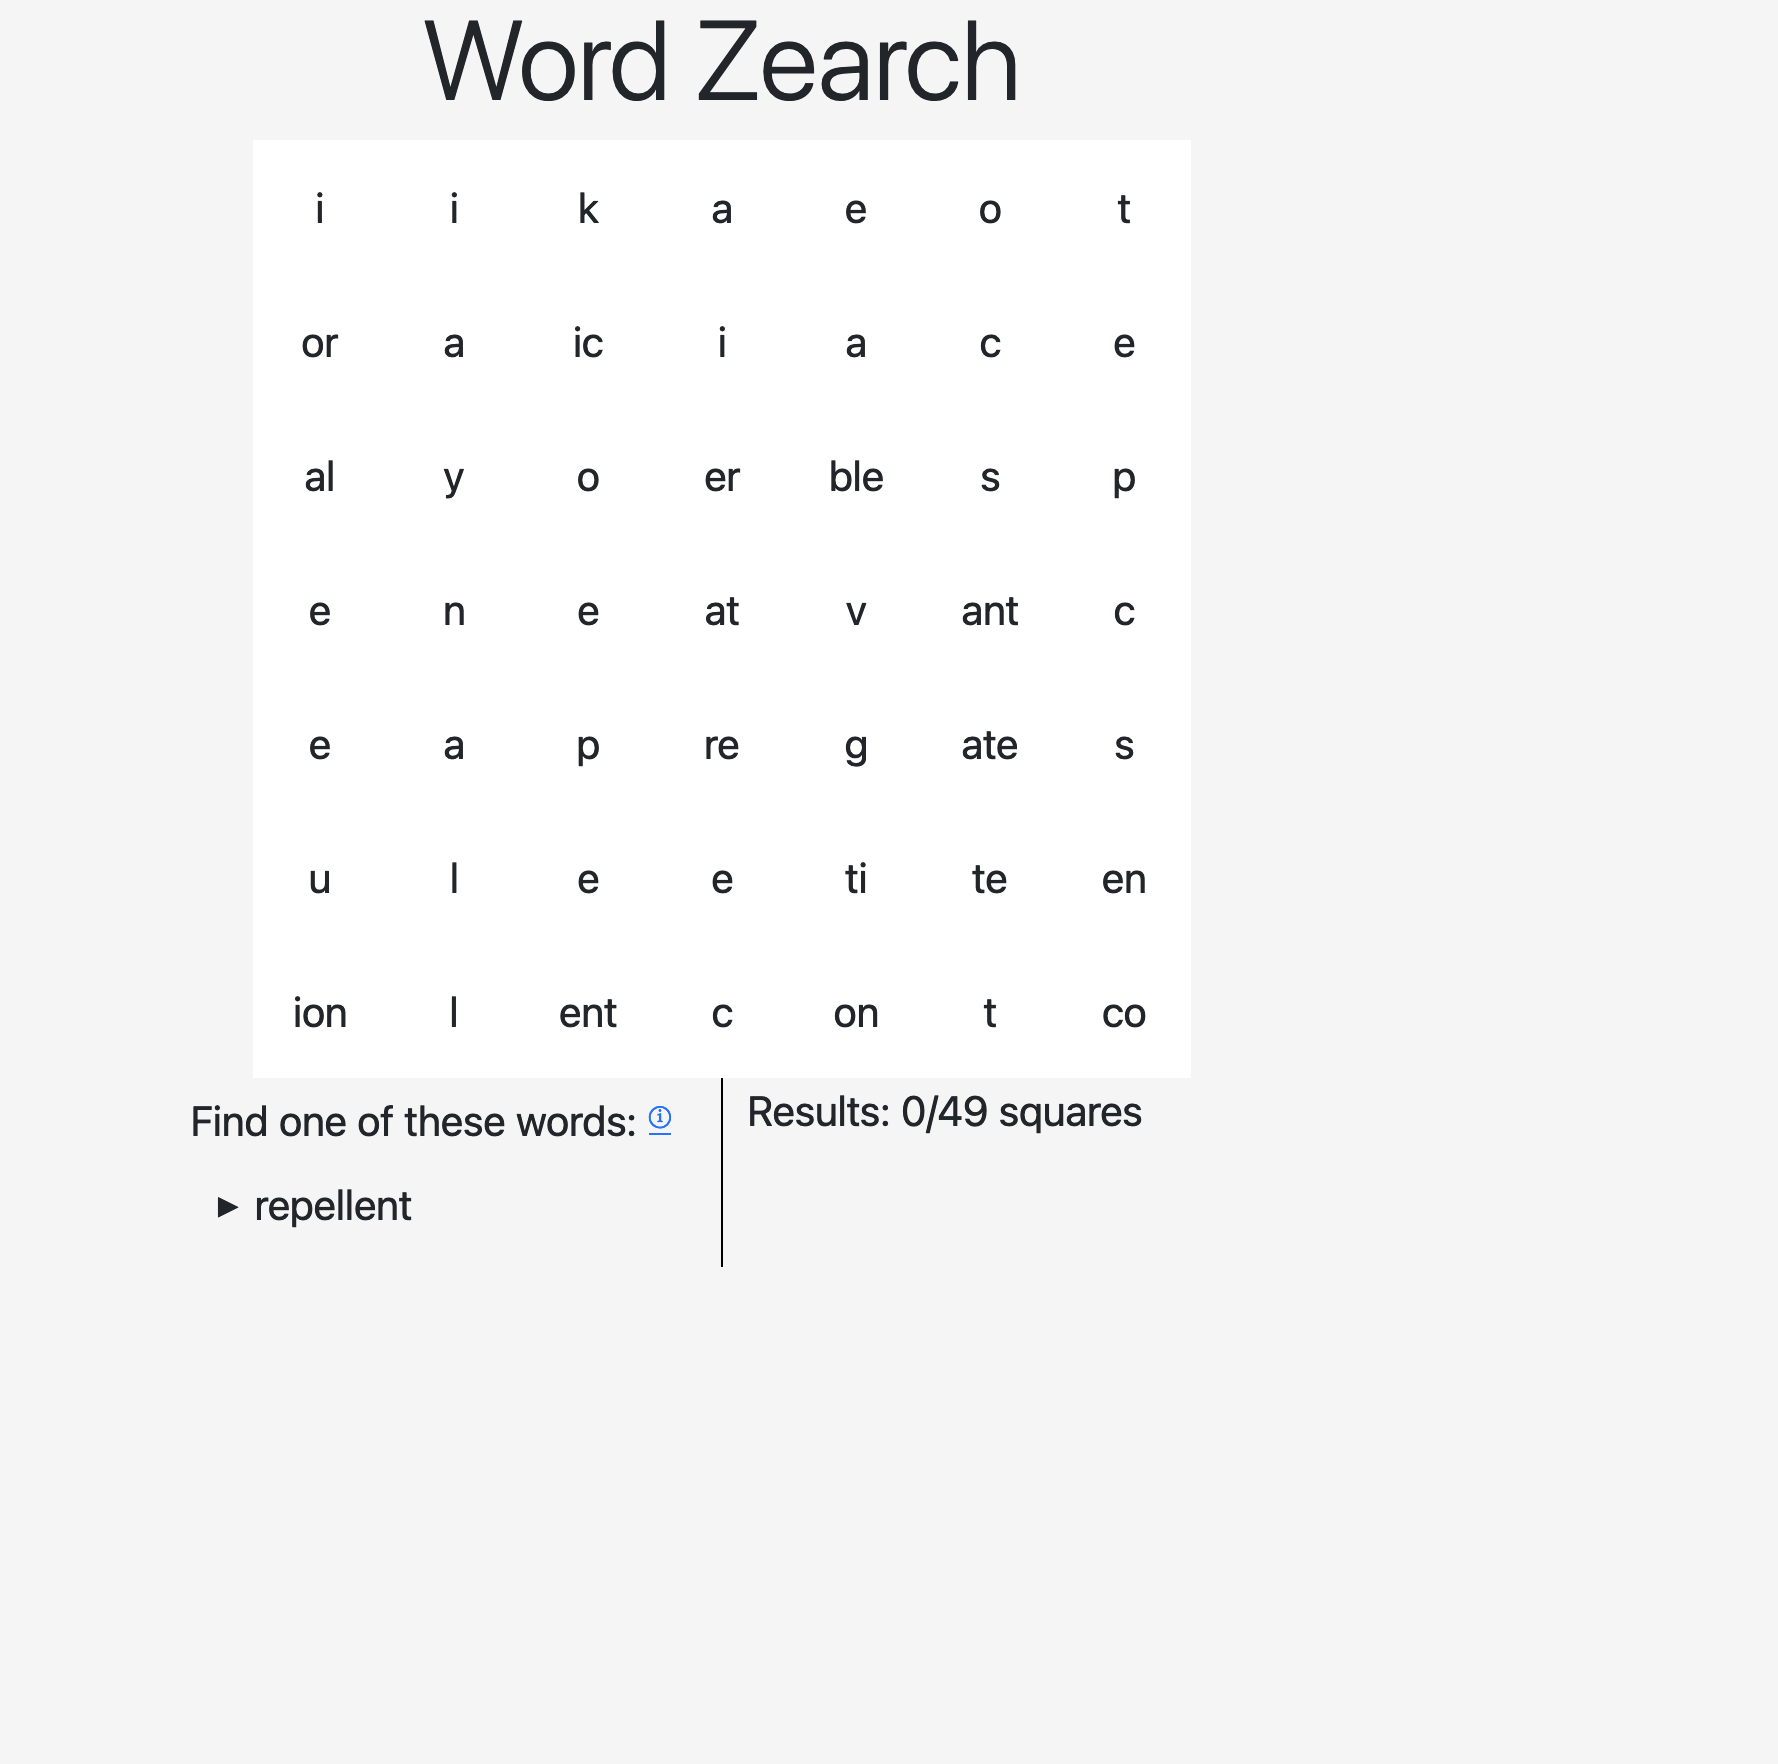 Word Zearch
i i k a e o t
or a ic i a c e
al y o er ble s p
e n e at v ant c
e a p re g ate s
u l e e ti te en
ion l ent c on t co
Find one of these words:
Results: 0/49 squares
▶ repellent